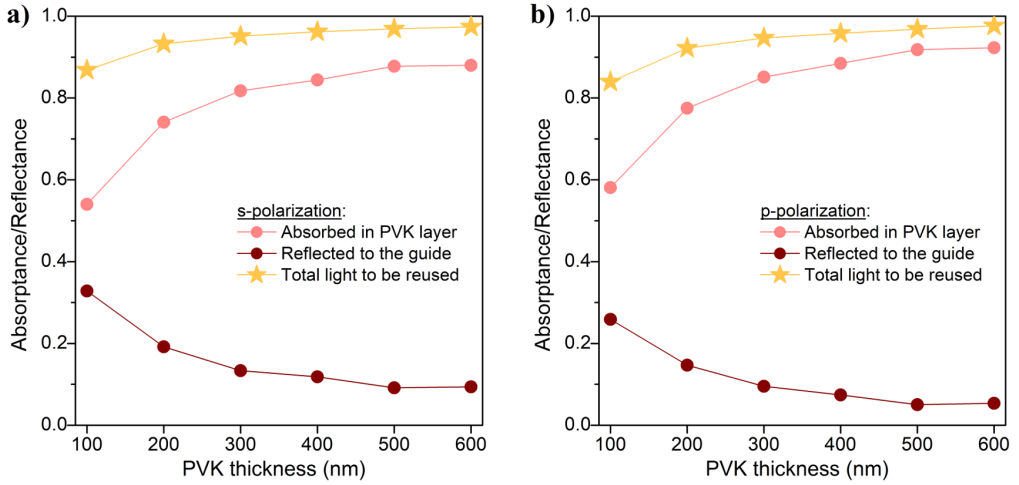 a)
Absorptance/Reflectance
1.0
0.8
0.6
0.4
0.2
0.0
s-polarization:
Absorbed in PVK layer
Reflected to the guide
Total light to be reused
100 200 300 400 500 600
PVK thickness (nm)
b)
Absorptance/Reflectance
1.0
0.8
0.6
0.4
0.2
0.0
p-polarization:
Absorbed in PVK layer
Reflected to the guide
Total light to be reused
100 200 300 400 500 600
PVK thickness (nm)